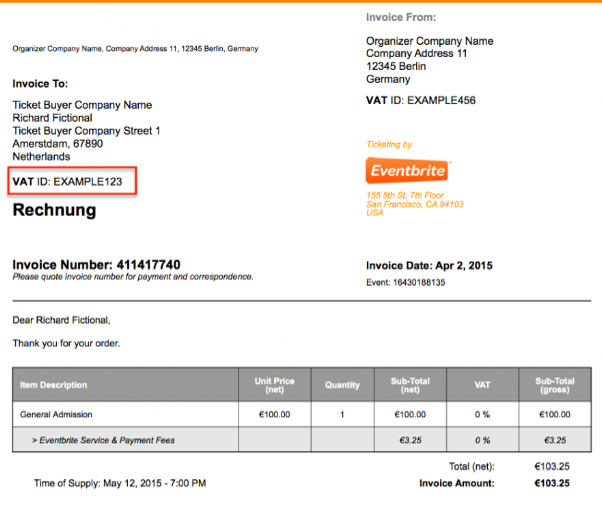 Organizer Company Name, Company Address 11, 12345 Berlin, Germany
Invoice To:
Ticket Buyer Company Name
Richard Fictional
Ticket Buyer Company Street 1
Amerstdam, 67890
Netherlands
VAT ID: EXAMPLE123
Rechnung
Invoice From:
Organizer Company Name
Company Address 11
12345 Berlin
Germany
VAT ID: EXAMPLE456
Ticketing by
Eventbrite
155 5th St, 7th Floor
San Francisco, CA 94103
USA
Invoice Number: 411417740
Please quote invoice number for payment and correspondence.
Invoice Date: Apr 2, 2015
Event: 16430188135
Dear Richard Fictional,
Thank you for your order.
Item Description Unit Price (net) Quantity Sub-Total (net) VAT Sub-Total (gross)
General Admission €100.00 1 €100.00 0 % €100.00
> Eventbrite Service & Payment Fees €3.25 0 % €3.25
Total (net): €103.25
Time of Supply: May 12, 2015 - 7:00 PM Invoice Amount: €103.25